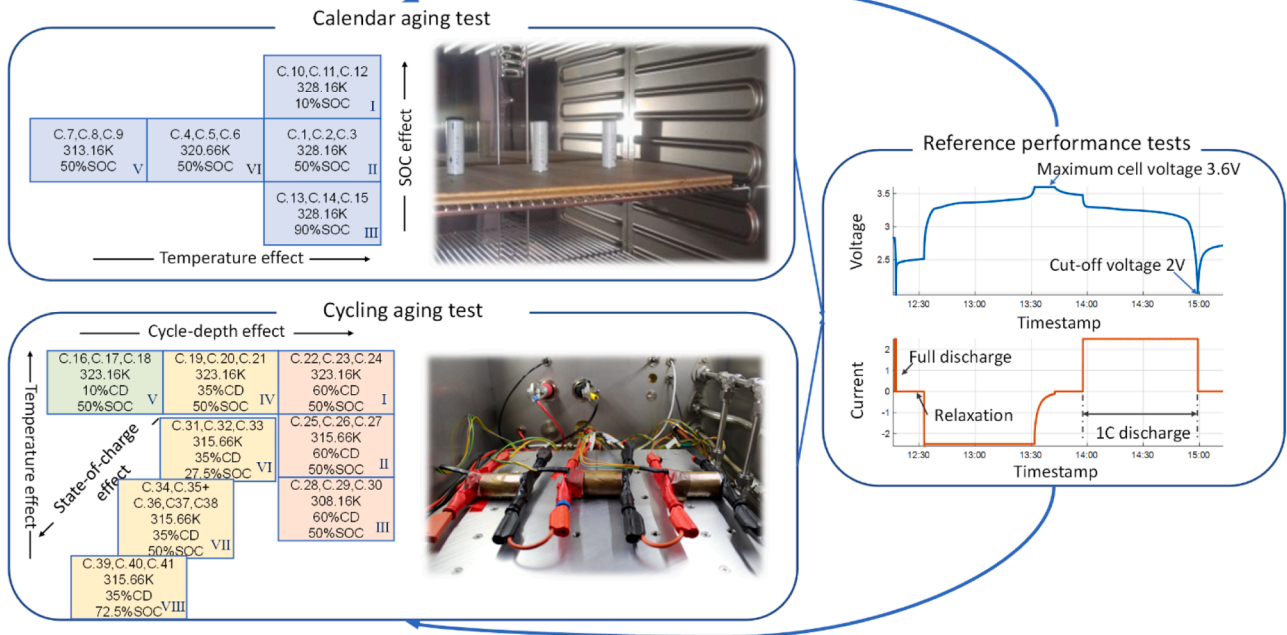 Calendar aging test
C.10,C.11,C.12
328.16K
10%SOC I
C.7,C.8,C.9
313.16K
50%SOC V
C.4,C.5,C.6
320.66K
50%SOC VI
C.1,C.2,C.3
328.16K
50%SOC II
C.13,C.14,C.15
328.16K
90%SOC III
SOC effect
Temperature effect
Cycling aging test
Cycle-depth effect
Temperature effect
C.16,C.17,C.18
323.16K
10%CD
50%SOC V
C.19,C.20,C.21
323.16K
35%CD
50%SOC IV
C.22,C.23,C.24
323.16K
60%CD
50%SOC I
State-of-charge
effect
C.31,C.32,C.33
315.66K
35%CD
27.5%SOC VI
C.25,C.26,C.27
315.66K
60%CD
50%SOC II
C.34,C.35+
C.36,C37,C38
315.66K
35%CD
50%SOC VII
C.28,C.29,C.30
308.16K
60%CD
50%SOC III
C.39,C.40,C.41
315.66K
35%CD
72.5%SOC VIII
Reference performance tests
Maximum cell voltage 3.6V
Voltage
3.5
3
2.5
Cut-off voltage 2V
12:30 13:00 13:30 14:00 14:30 15:00
Timestamp
Current
2
1
0
-1
-2
Full discharge
Relaxation
1C discharge
12:30 13:00 13:30 14:00 14:30 15:00
Timestamp